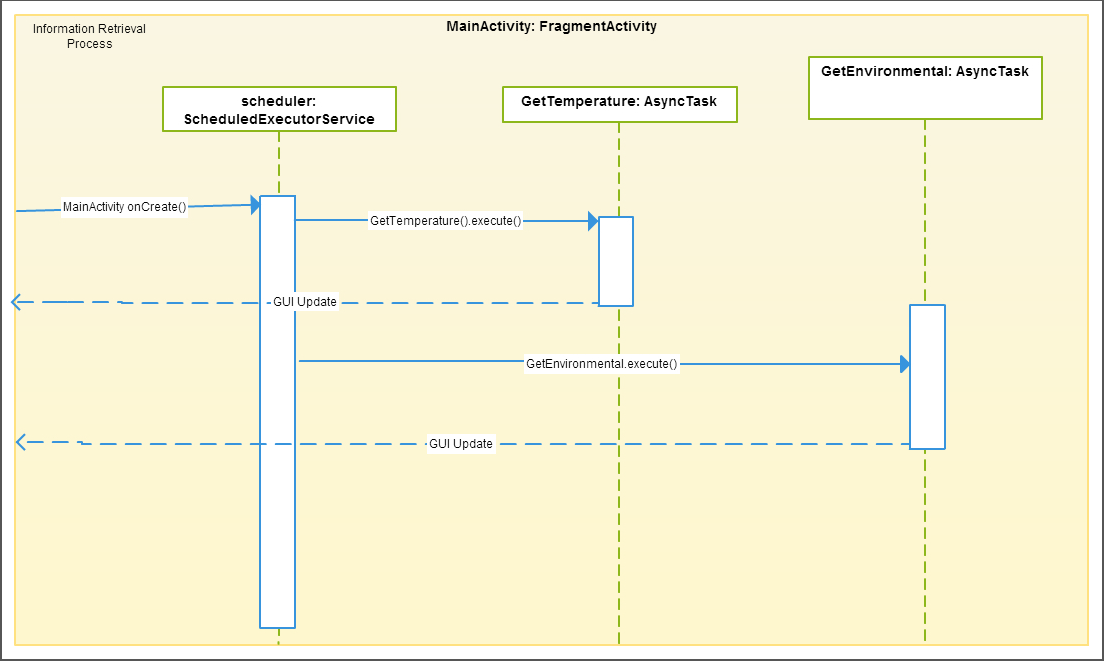 Information Retrieval
Process
MainActivity: FragmentActivity
scheduler:
ScheduledExecutorService
GetTemperature: AsyncTask
GetEnvironmental: AsyncTask
MainActivity onCreate()
GetTemperature().execute()
GUI Update
GetEnvironmental.execute()
GUI Update